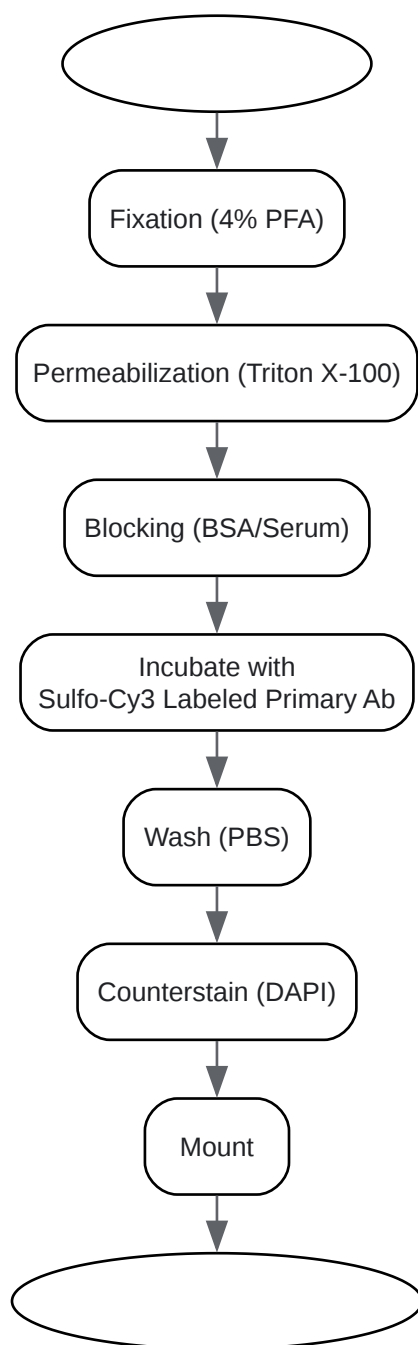 Fixation (4% PFA)
Permeabilization (Triton X-100)
Blocking (BSA/Serum)
Incubate with
Sulfo-Cy3 Labeled Primary Ab
Wash (PBS)
Counterstain (DAPI)
Mount